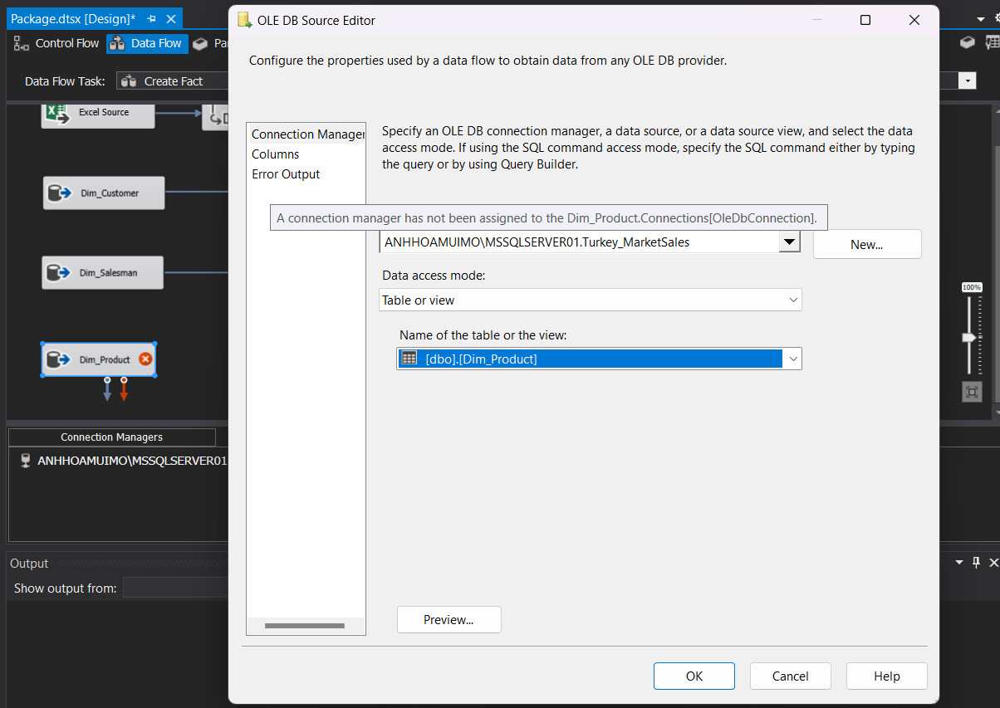 Package.dtsx [Design]*
OLE DB Source Editor
Control Flow
Data Flow
Configure the properties used by a data flow to obtain data from any OLE DB provider.
Data Flow Task:
Create Fact
Excel Source
Connection Manager
Columns
Error Output
Specify an OLE DB connection manager, a data source, or a data source view, and select the data
access mode. If using the SQL command access mode, specify the SQL command either by typing
the query or by using Query Builder.
Dim_Customer
A connection manager has not been assigned to the Dim_Product.Connections[OleDbConnection].
ANHHOAMUIMO\MSSQLSERVER01.Turkey_MarketSales
New...
Dim_Salesman
Data access mode:
Table or view
100%
Name of the table or the view:
Dim_Product
[dbo].[Dim_Product]
Connection Managers
ANHHOAMUIMO\MSSQLSERVER01
Output
Show output from:
Preview...
OK
Cancel
Help